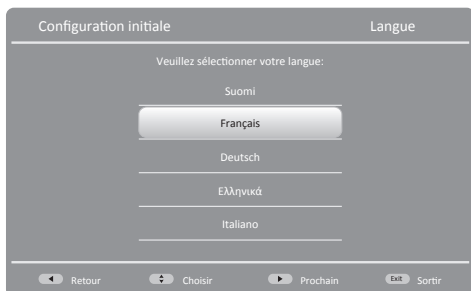 Configuration initiale Langue
Veuillez sélectionner votre langue:
Suomi
Français
Deutsch
Ελληνικά
Italiano
Retour Choisir Prochain Exit Sortir